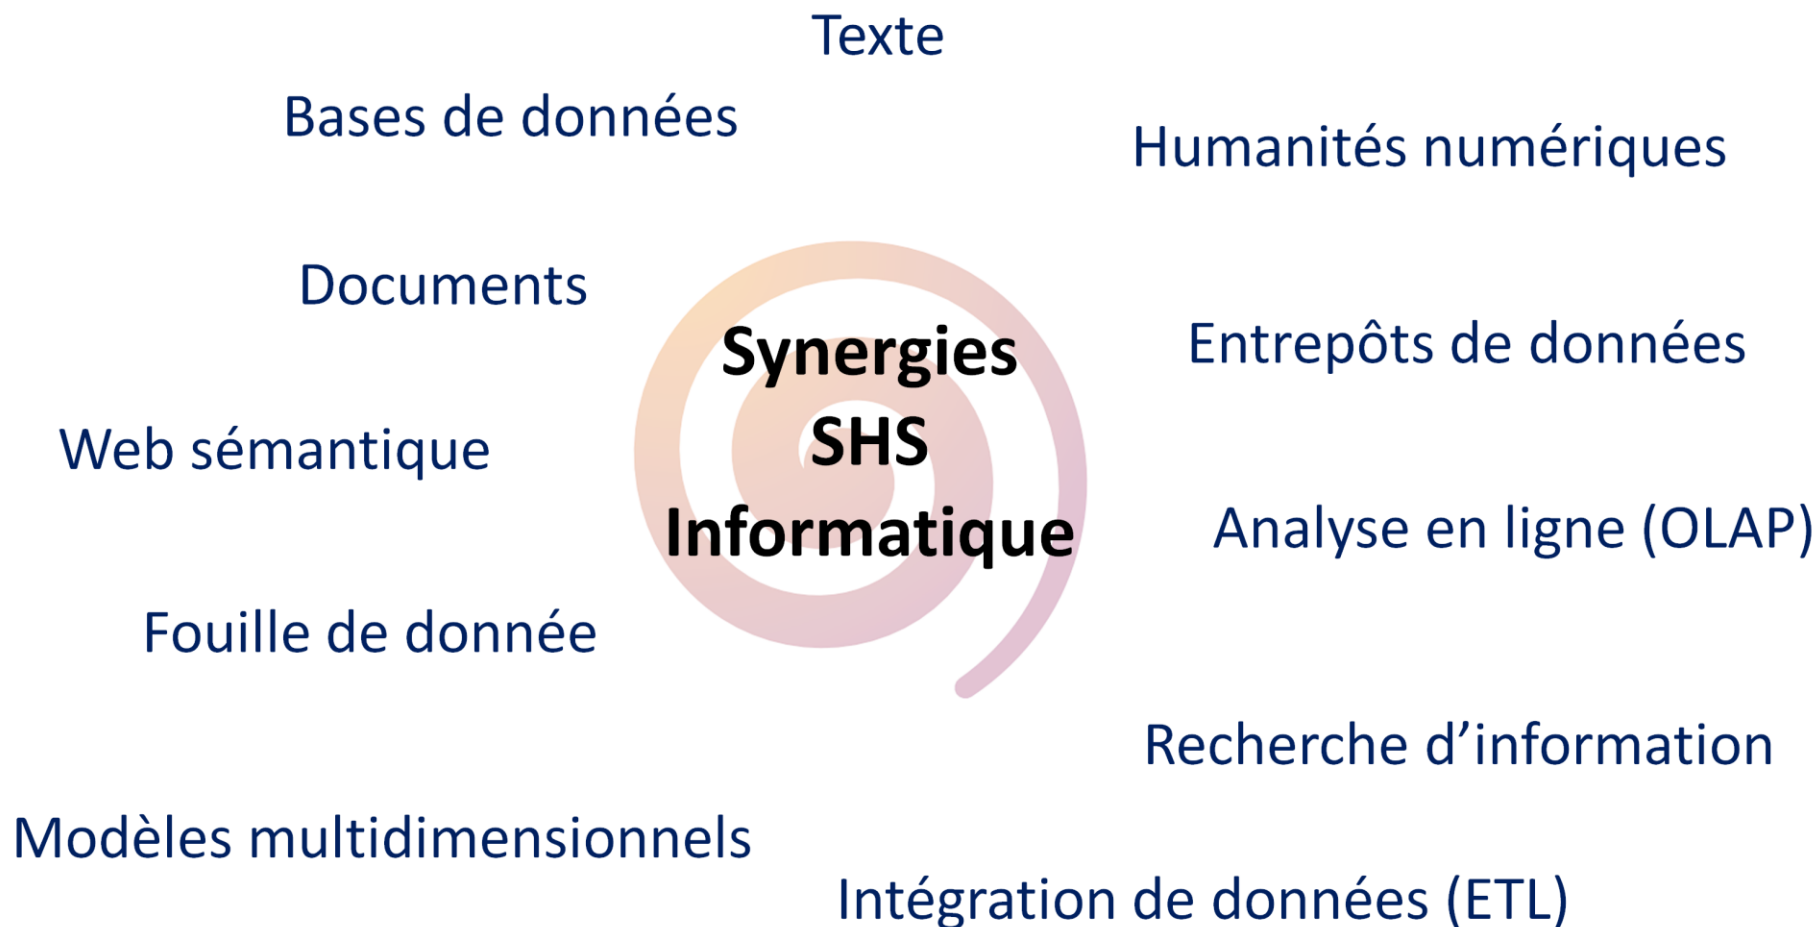 Texte
Bases de données
Humanités numériques
Documents
Synergies
SHS
Informatique
Entrepôts de données
Web sémantique
Analyse en ligne (OLAP)
Fouille de donnée
Recherche d’information
Modèles multidimensionnels
Intégration de données (ETL)